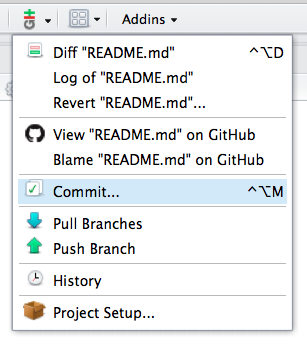 Addins
Diff "README.md" ^⌥D
Log of "README.md"
Revert "README.md"...
View "README.md" on GitHub
Blame "README.md" on GitHub
Commit... ^⌥M
Pull Branches
Push Branch
History
Project Setup...